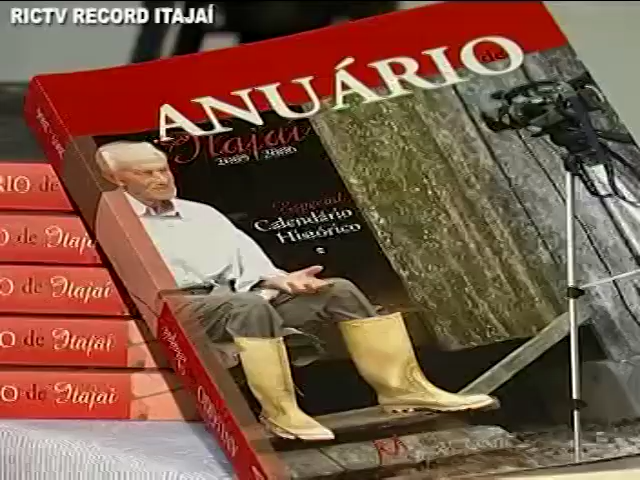 RICTV RECORD ITAJAÍ
ANUÁRIO de
Itajaí
Especial
Calendário
Histórico
RIO de
O de Itajaí
O de Itajaí
O de Itajaí
O de Itajaí